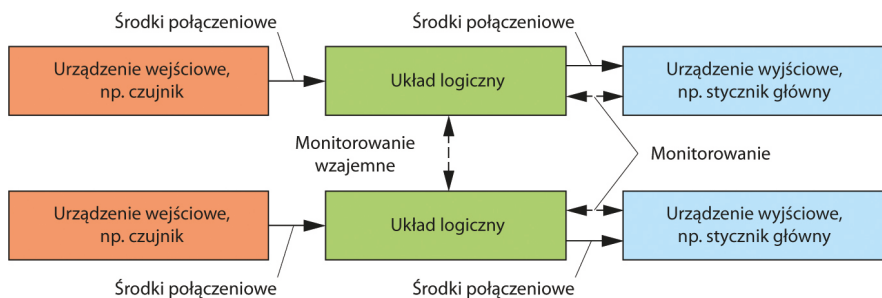 Środki połączeniowe
Środki połączeniowe
Urządzenie wejściowe,
np. czujnik
Układ logiczny
Urządzenie wyjściowe,
np. stycznik główny
Monitorowanie
wzajemne
Monitorowanie
Urządzenie wejściowe,
np. czujnik
Układ logiczny
Urządzenie wyjściowe,
np. stycznik główny
Środki połączeniowe
Środki połączeniowe